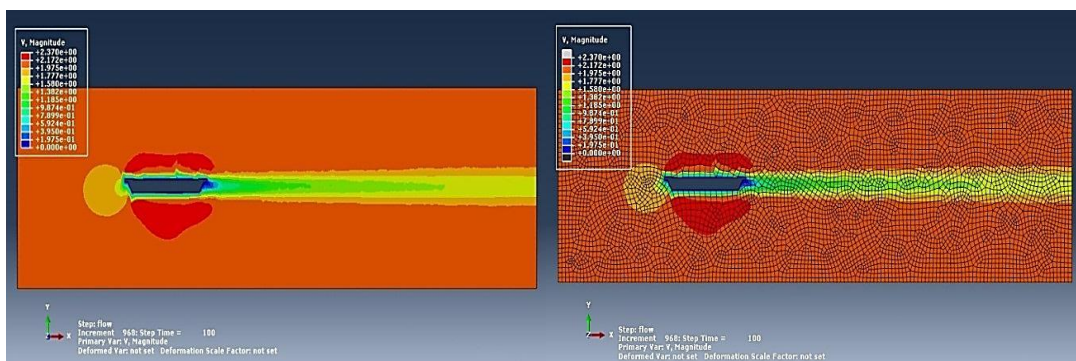 V, Magnitude
+2.370e+00
+2.172e+00
+1.975e+00
+1.777e+00
+1.580e+00
+1.382e+00
+1.185e+00
+9.874e-01
+7.899e-01
+5.924e-01
+3.950e-01
+1.975e-01
+0.000e+00
Y
X
Step: flow
Increment 968: Step Time = 100
Primary Var: V, Magnitude
Deformed Var: not set Deformation Scale Factor: not set
V, Magnitude
+2.370e+00
+2.172e+00
+1.975e+00
+1.777e+00
+1.580e+00
+1.382e+00
+1.185e+00
+9.874e-01
+7.899e-01
+5.924e-01
+3.950e-01
+1.975e-01
+0.000e+00
Y
X
Step: flow
Increment 968: Step Time = 100
Primary Var: V, Magnitude
Deformed Var: not set Deformation Scale Factor: not set